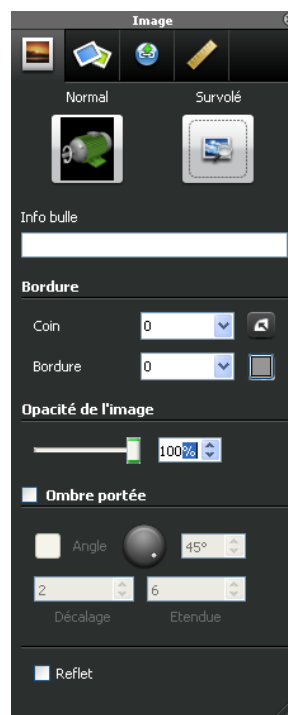 Image
Normal Survolé
Info bulle
Bordure
Coin 0
Bordure 0
Opacité de l'image
100%
Ombre portée
Angle 45°
2 6
Décalage Etendue
Reflet